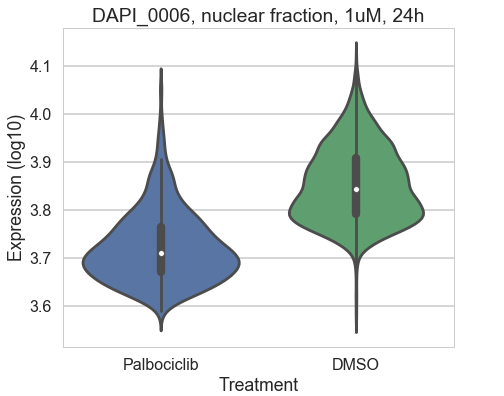 DAPI_0006, nuclear fraction, 1uM, 24h
Expression (log10)
4.1
4.0
3.9
3.8
3.7
3.6
Palbociclib
DMSO
Treatment